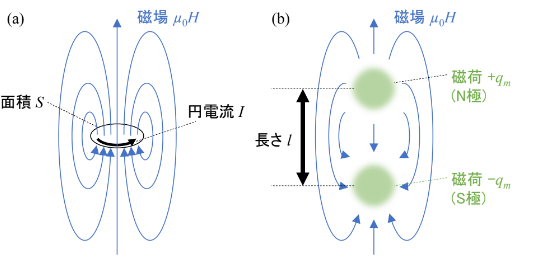 (a)
磁場 μ₀H
面積 S
円電流 I
(b)
磁場 μ₀H
磁荷 +qₘ
(N極)
長さ l
磁荷 −qₘ
(S極)